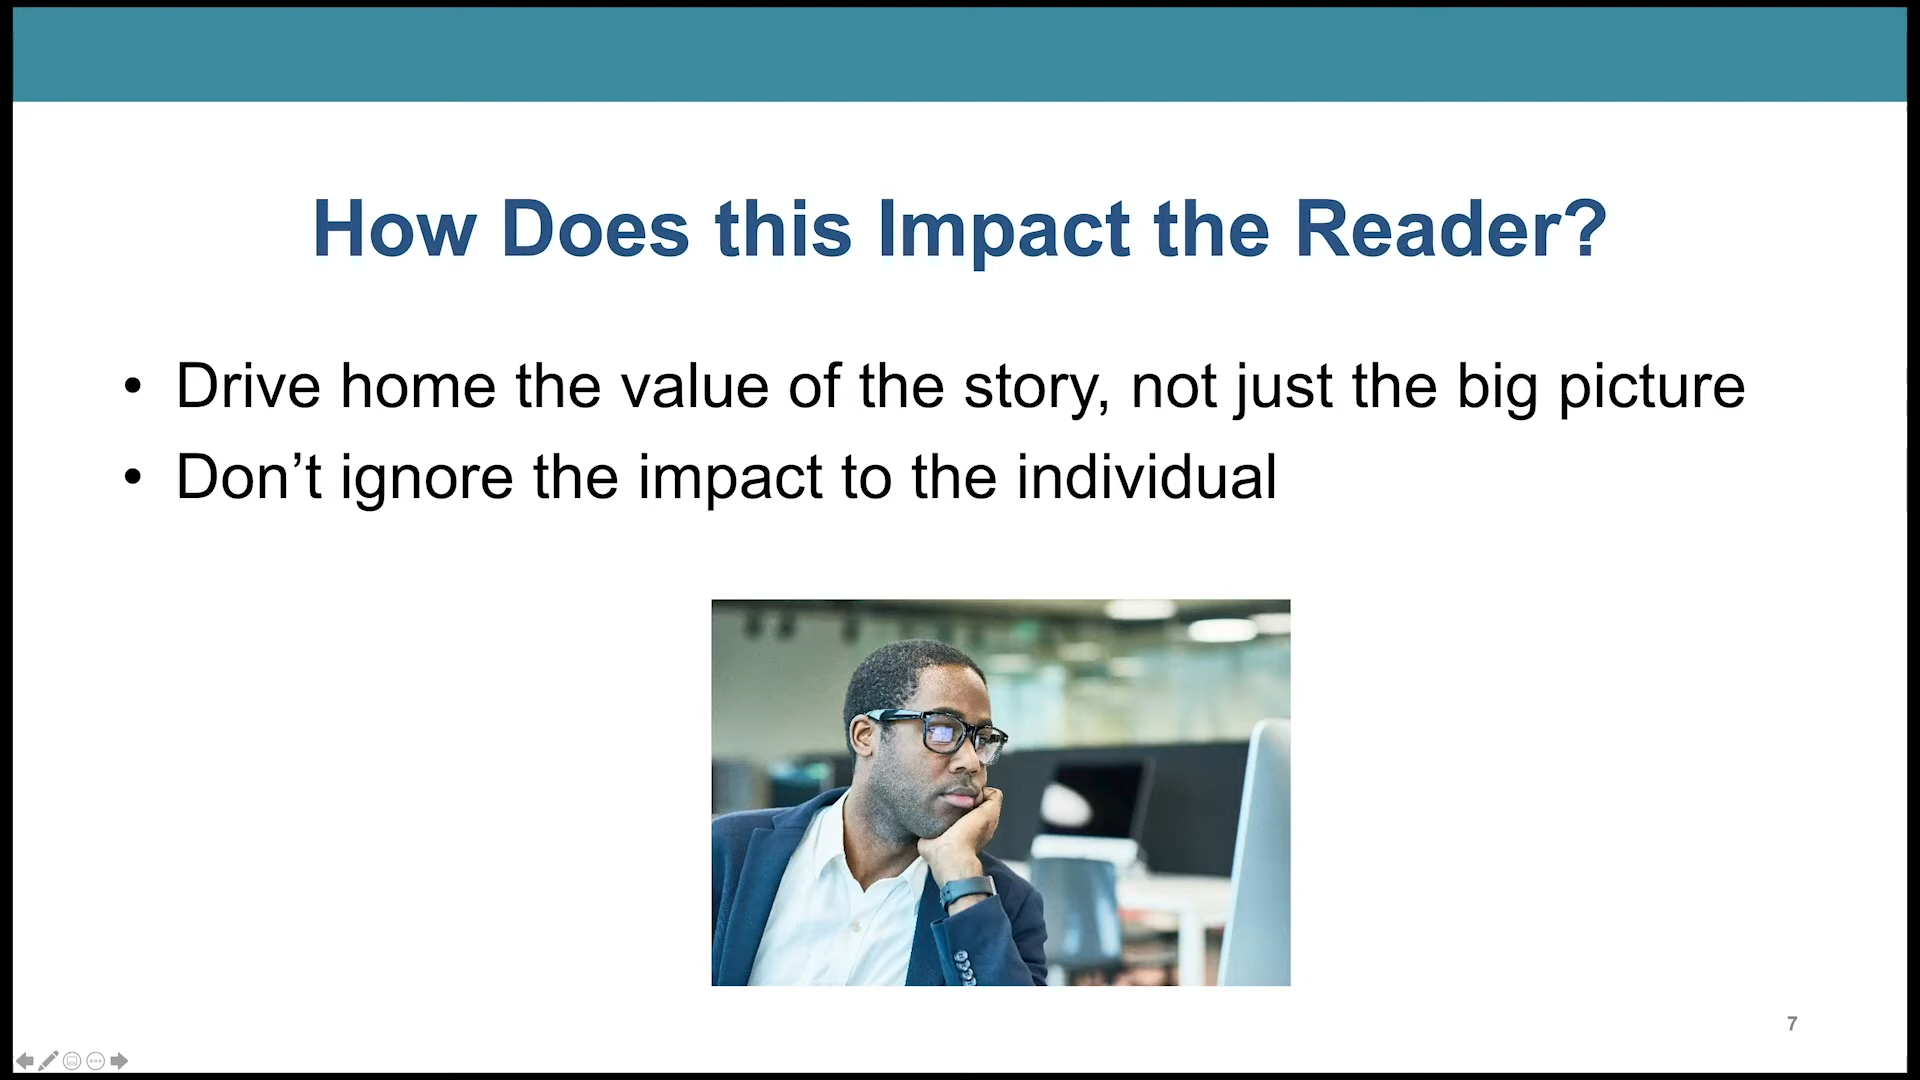 How Does this Impact the Reader?
• Drive home the value of the story, not just the big picture
• Don’t ignore the impact to the individual
7